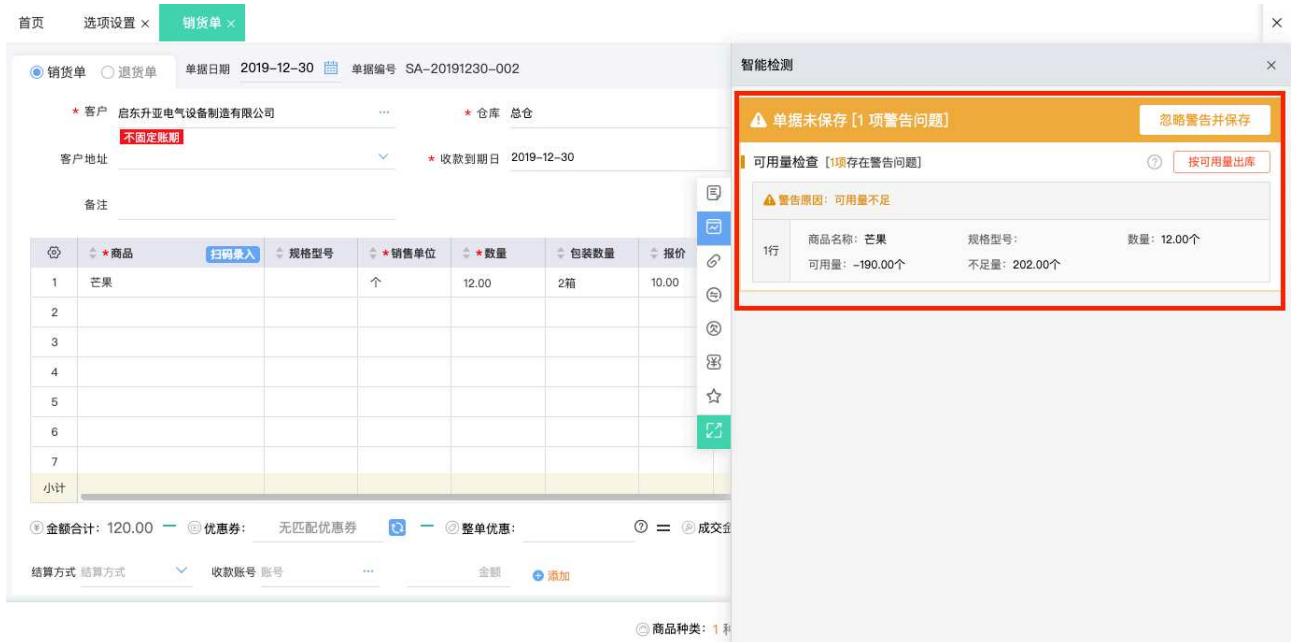 首页 选项设置 × 销货单 × ×
销货单 退货单 单据日期 2019-12-30 单据编号 SA-20191230-002
* 客户 启东升亚电气设备制造有限公司 ··· * 仓库 总仓
不固定账期
客户地址 * 收款到期日 2019-12-30
备注
*商品 扫码录入 规格型号 *销售单位 *数量 包装数量 报价
1 芒果 个 12.00 2箱 10.00
2
3
4
5
6
7
小计
金额合计: 120.00 — 优惠券: 无匹配优惠券 — 整单优惠: ? = 成交金
结算方式 结算方式 收款账号 账号 ··· 金额 添加
商品种类: 1 种
智能检测 ×
单据未保存 [1 项警告问题] 忽略警告并保存
可用量检查 [1项存在警告问题] ? 按可用量出库
警告原因: 可用量不足
1行 商品名称: 芒果 规格型号: 数量: 12.00个
可用量: -190.00个 不足量: 202.00个